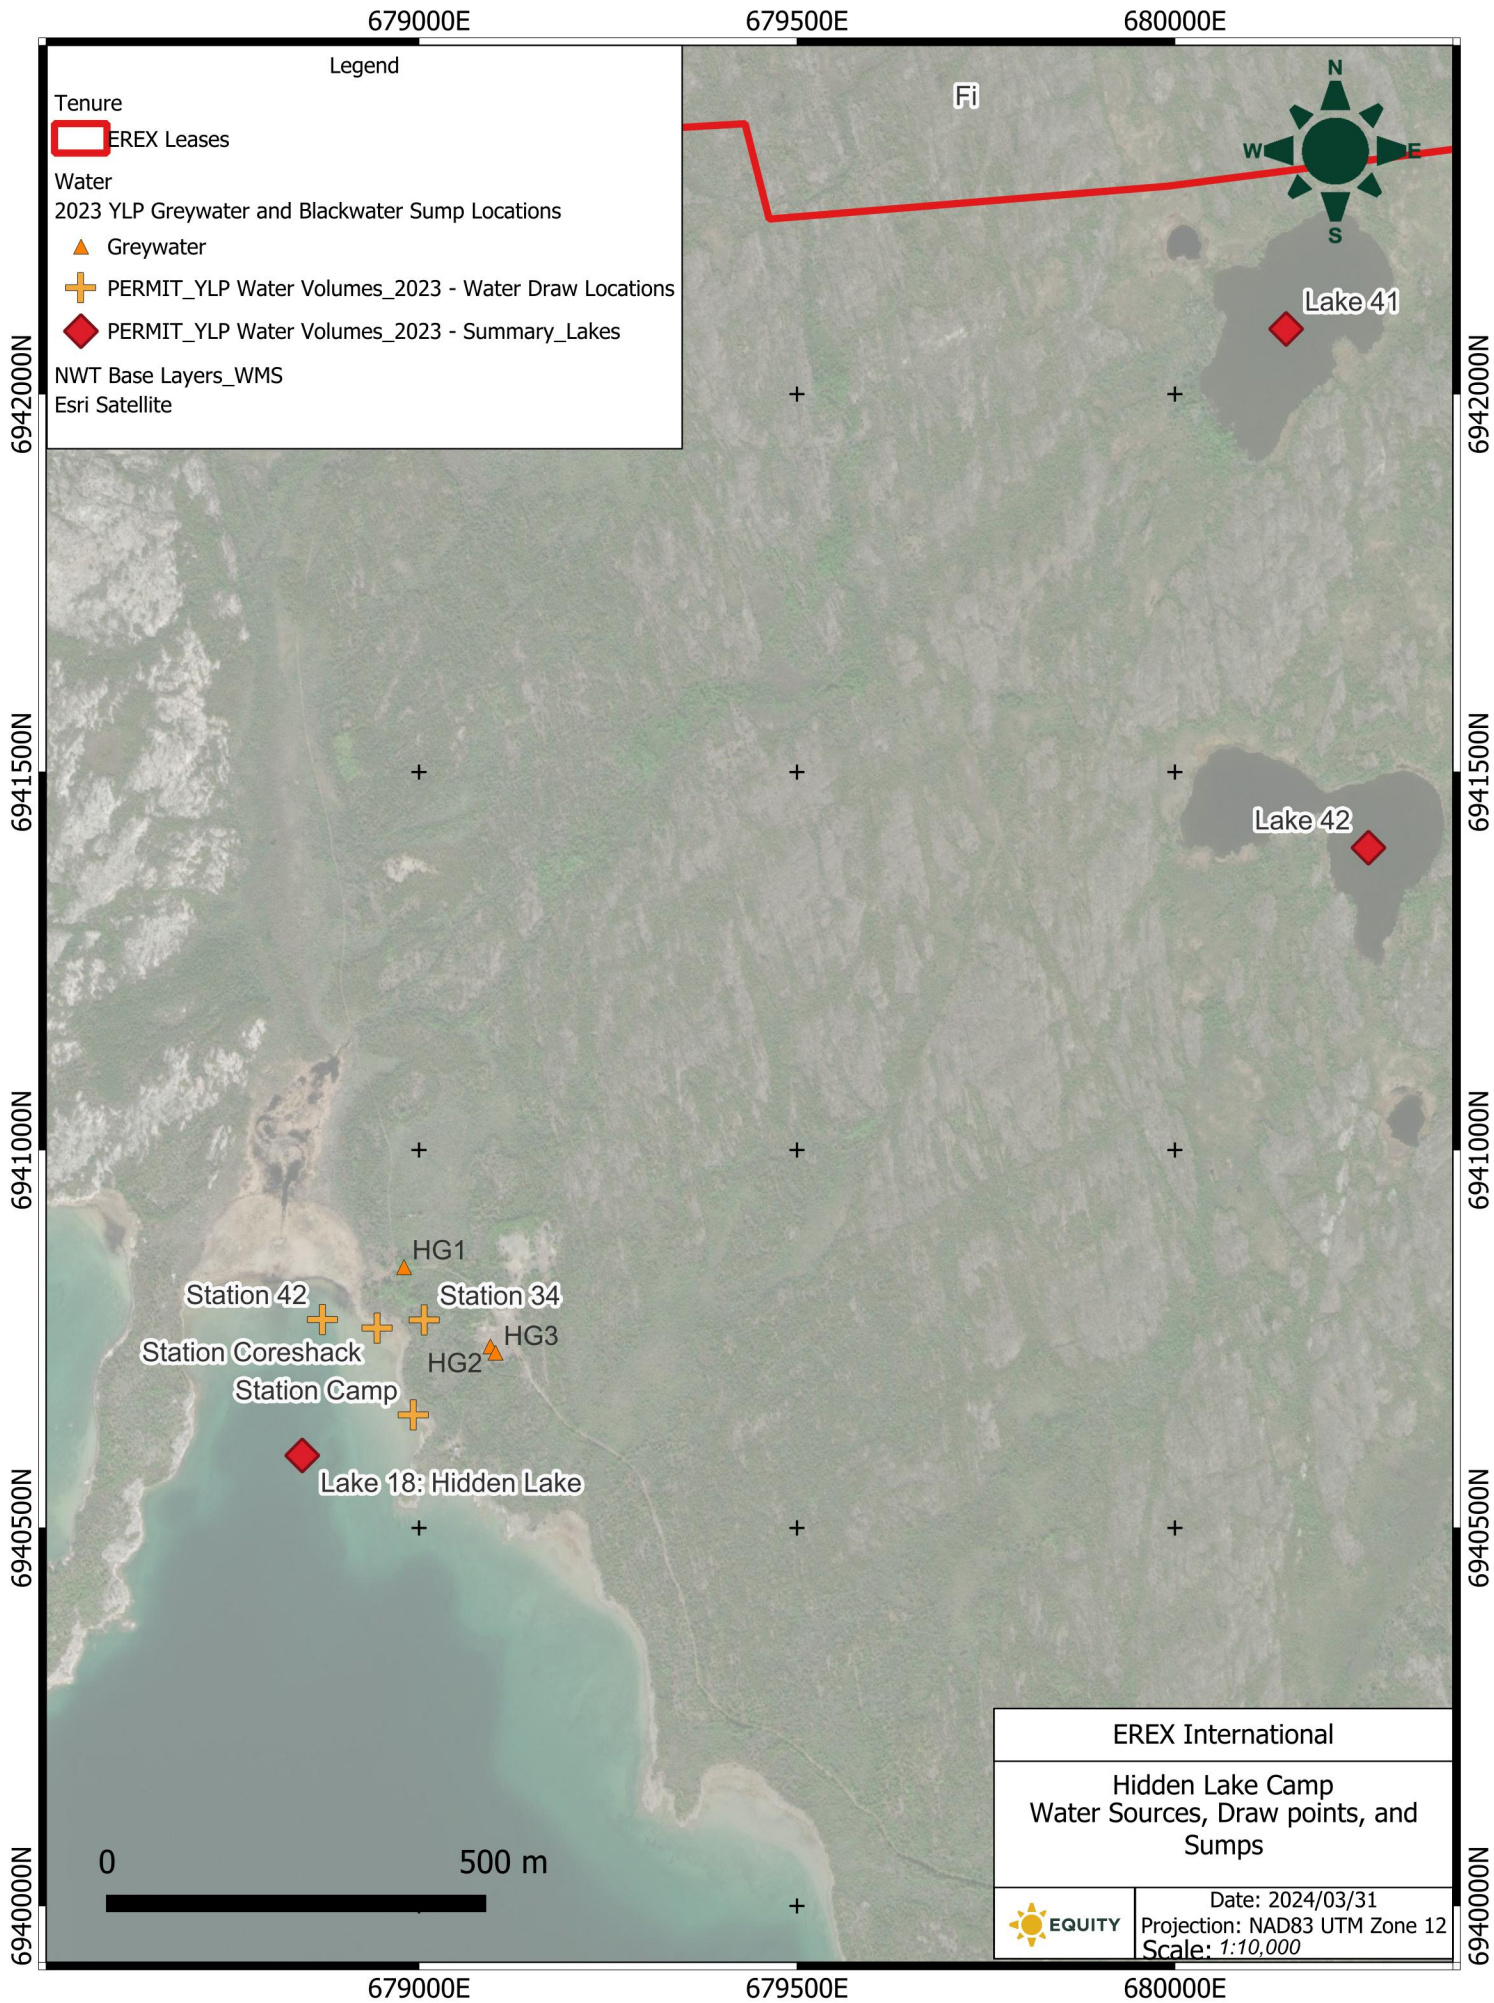 679000E
679500E
680000E
Legend
Tenure
EREX Leases
Water
2023 YLP Greywater and Blackwater Sump Locations
Greywater
PERMIT_YLP Water Volumes_2023 - Water Draw Locations
PERMIT_YLP Water Volumes_2023 - Summary_Lakes
NWT Base Layers_WMS
Esri Satellite
Fi
N
W
E
S
Lake 41
6942000N
6942000N
6941500N
6941500N
Lake 42
6941000N
6941000N
HG1
Station 42
Station 34
HG3
Station Coreshack
HG2
Station Camp
Lake 18: Hidden Lake
6940500N
6940500N
EREX International
Hidden Lake Camp
Water Sources, Draw points, and
Sumps
0
500 m
6940000N
6940000N
EQUITY
Date: 2024/03/31
Projection: NAD83 UTM Zone 12
Scale: 1:10,000
679000E
679500E
680000E